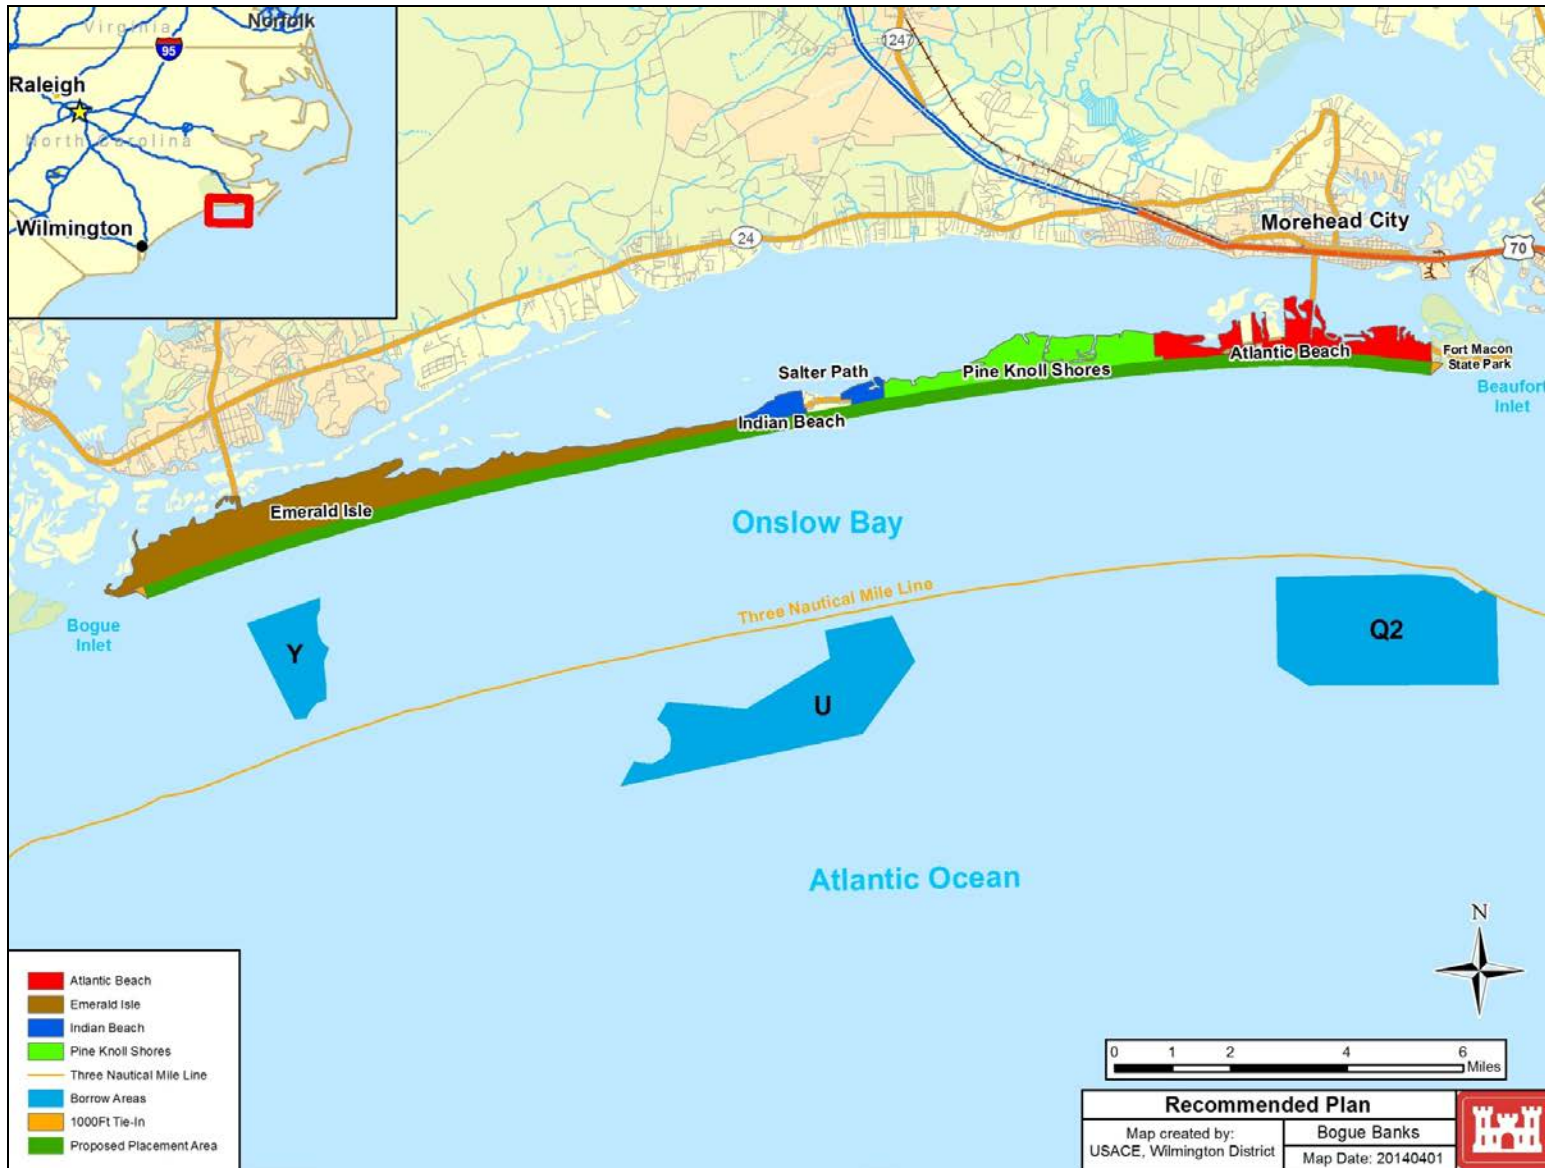 Virginia
Norfolk
95
Raleigh
North Carolina
Wilmington
1247
24
Morehead City
70
Salter Path
Pine Knoll Shores
Atlantic Beach
Fort Macon
State Park
Beaufort
Inlet
Indian Beach
Emerald Isle
Onslow Bay
Three Nautical Mile Line
Bogue
Inlet
Y
U
Q2
Atlantic Ocean
N
Atlantic Beach
Emerald Isle
Indian Beach
Pine Knoll Shores
Three Nautical Mile Line
Borrow Areas
1000Ft Tie-In
Proposed Placement Area
0 1 2 4 6
Miles
Recommended Plan
Map created by:
USACE, Wilmington District
Bogue Banks
Map Date: 20140401